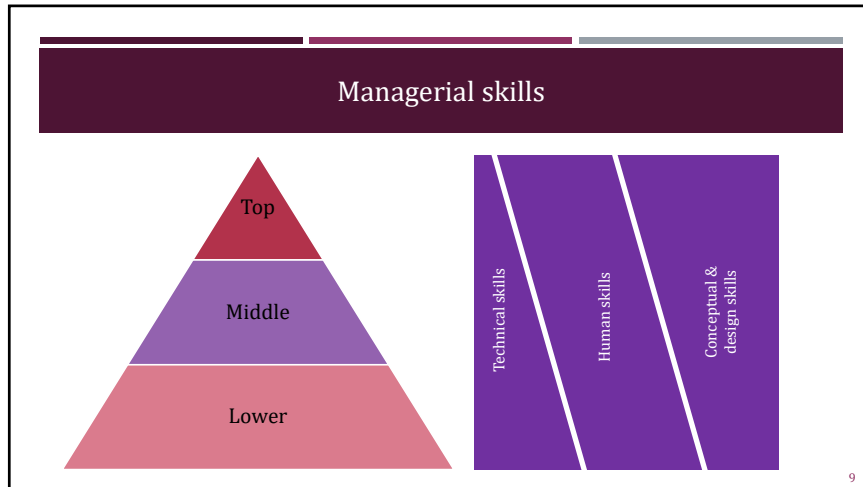 Managerial skills
Top
Middle
Lower
Technical skills
Human skills
Conceptual &
design skills
9